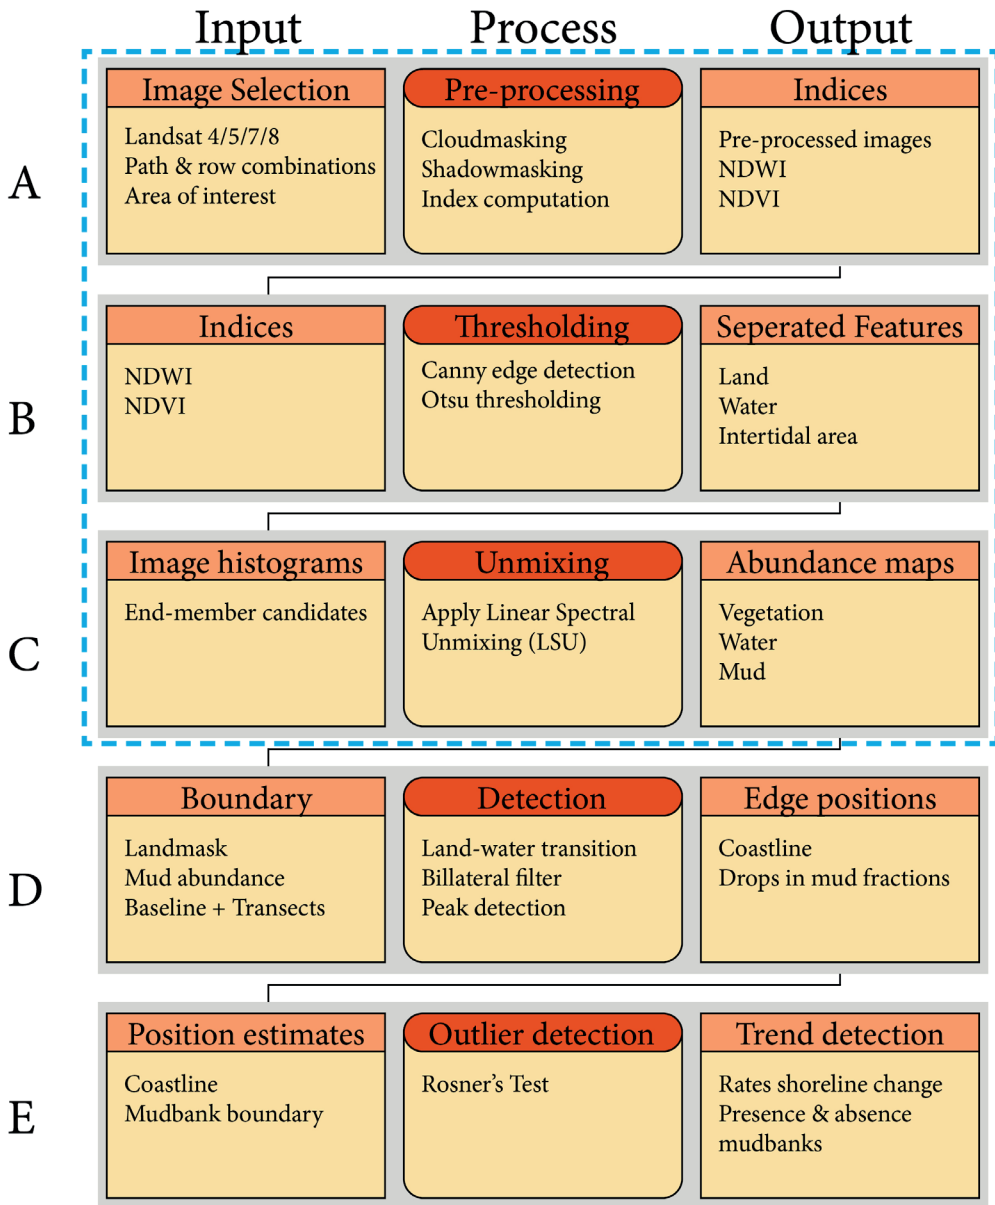 Input
Process
Output
A
Image Selection
Landsat 4/5/7/8
Path & row combinations
Area of interest
Pre-processing
Cloudmasking
Shadowmasking
Index computation
Indices
Pre-processed images
NDWI
NDVI
B
Indices
NDWI
NDVI
Thresholding
Canny edge detection
Otsu thresholding
Seperated Features
Land
Water
Intertidal area
C
Image histograms
End-member candidates
Unmixing
Apply Linear Spectral
Unmixing (LSU)
Abundance maps
Vegetation
Water
Mud
D
Boundary
Landmask
Mud abundance
Baseline + Transects
Detection
Land-water transition
Billateral filter
Peak detection
Edge positions
Coastline
Drops in mud fractions
E
Position estimates
Coastline
Mudbank boundary
Outlier detection
Rosner’s Test
Trend detection
Rates shoreline change
Presence & absence
mudbanks